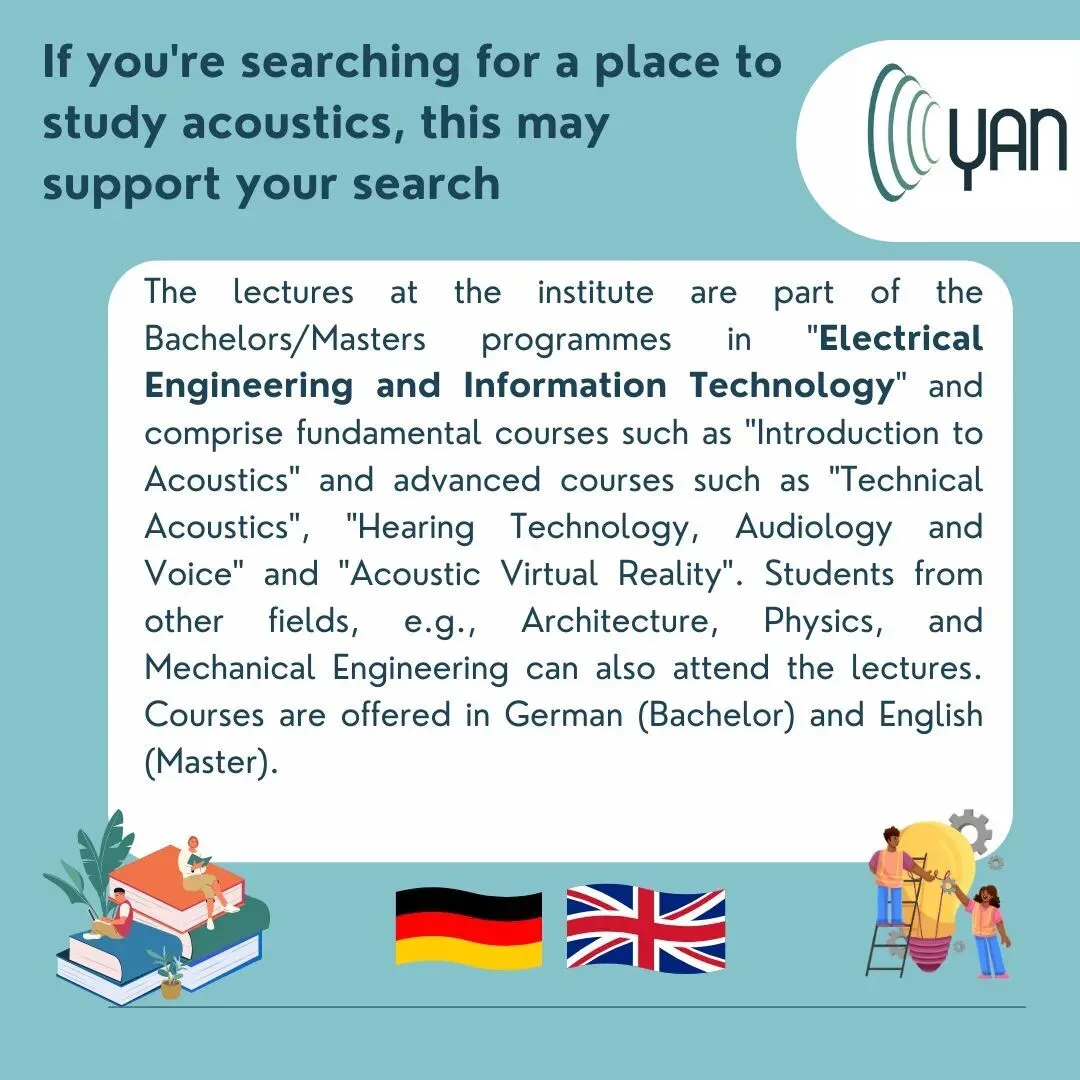 If you're searching for a place to
study acoustics, this may
support your search
YAN
The lectures at the institute are part of the
Bachelors/Masters programmes in "Electrical
Engineering and Information Technology" and
comprise fundamental courses such as "Introduction to
Acoustics" and advanced courses such as "Technical
Acoustics", "Hearing Technology, Audiology and
Voice" and "Acoustic Virtual Reality". Students from
other fields, e.g., Architecture, Physics, and
Mechanical Engineering can also attend the lectures.
Courses are offered in German (Bachelor) and English
(Master).